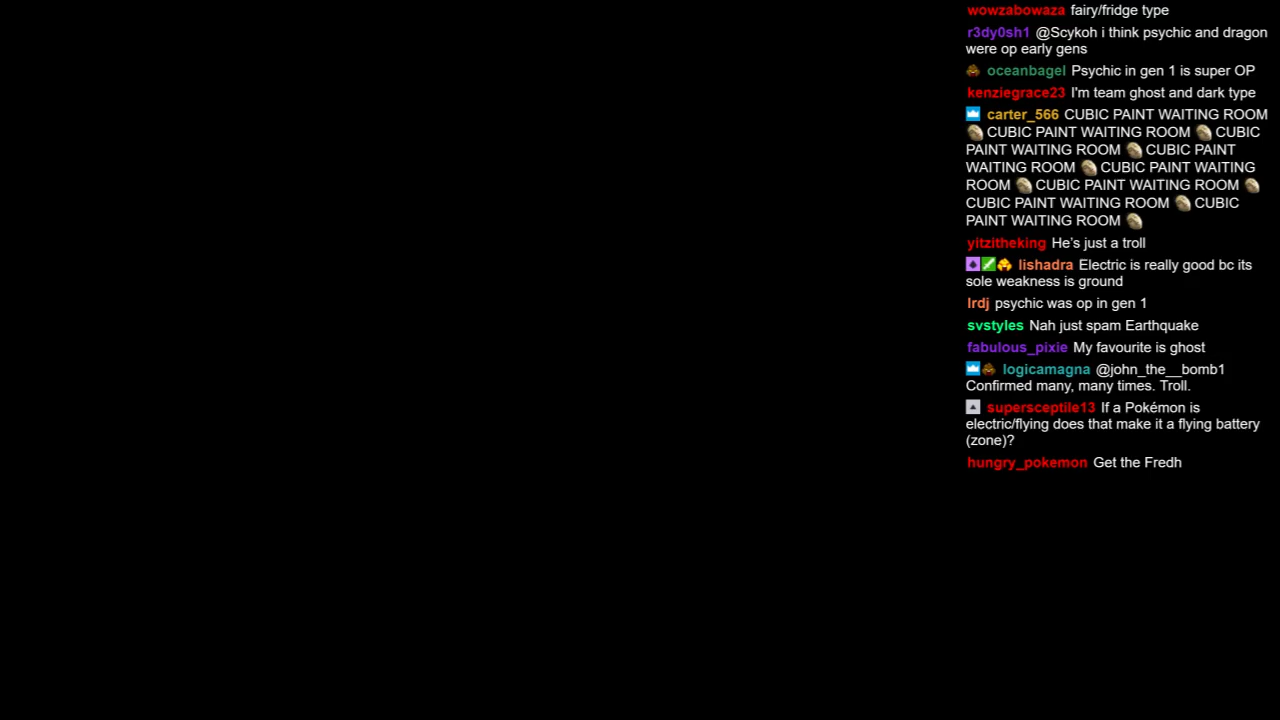 wowzabowaza fairy/fridge type
r3dy0sh1 @Scykoh i think psychic and dragon
were op early gens
oceanbagel Psychic in gen 1 is super OP
kenziegrace23 I'm team ghost and dark type
carter_566 CUBIC PAINT WAITING ROOM
CUBIC PAINT WAITING ROOM CUBIC
PAINT WAITING ROOM CUBIC PAINT
WAITING ROOM CUBIC PAINT WAITING
ROOM CUBIC PAINT WAITING ROOM
CUBIC PAINT WAITING ROOM CUBIC
PAINT WAITING ROOM
yitzitheking He's just a troll
lishadra Electric is really good bc its
sole weakness is ground
lrdj psychic was op in gen 1
svstyles Nah just spam Earthquake
fabulous_pixie My favourite is ghost
logicamagna @john_the__bomb1
Confirmed many, many times. Troll.
supersceptile13 If a Pokémon is
electric/flying does that make it a flying battery
(zone)?
hungry_pokemon Get the Fredh